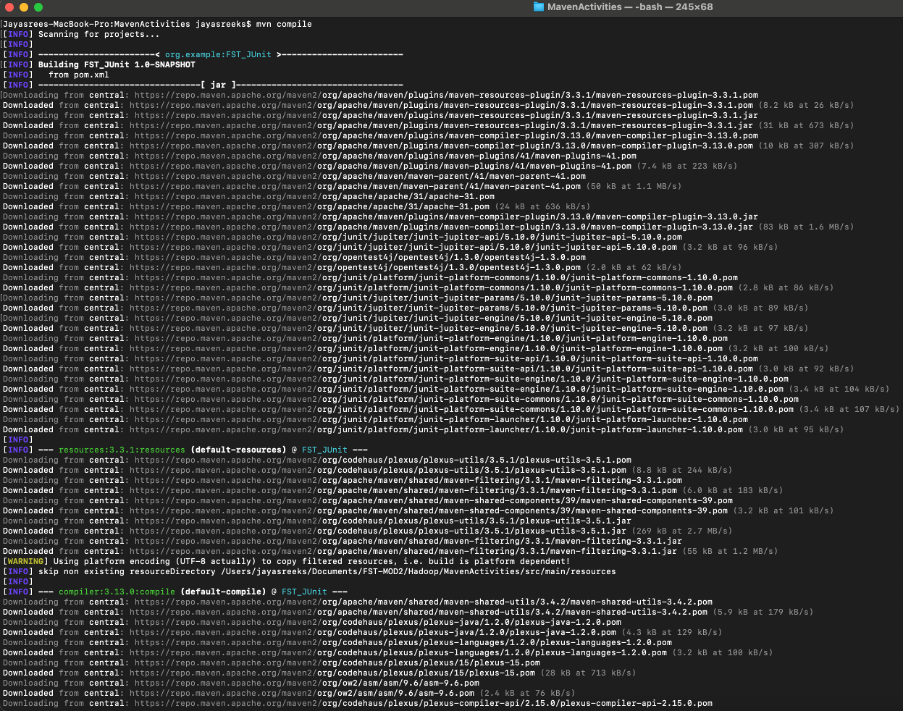 MavenActivities — -bash — 245×68
Jayasrees-MacBook-Pro:MavenActivities jayasreeks$ mvn compile
[INFO] Scanning for projects...
[INFO]
[INFO] ----------------------< org.example:FST_JUnit >-----------------------
[INFO] Building FST_JUnit 1.0-SNAPSHOT
[INFO]   from pom.xml
[INFO] --------------------------------[ jar ]---------------------------------
Downloading from central: https://repo.maven.apache.org/maven2/org/apache/maven/plugins/maven-resources-plugin/3.3.1/maven-resources-plugin-3.3.1.pom
Downloaded from central: https://repo.maven.apache.org/maven2/org/apache/maven/plugins/maven-resources-plugin/3.3.1/maven-resources-plugin-3.3.1.pom (8.2 kB at 26 kB/s)
Downloading from central: https://repo.maven.apache.org/maven2/org/apache/maven/plugins/maven-resources-plugin/3.3.1/maven-resources-plugin-3.3.1.jar
Downloaded from central: https://repo.maven.apache.org/maven2/org/apache/maven/plugins/maven-resources-plugin/3.3.1/maven-resources-plugin-3.3.1.jar (31 kB at 673 kB/s)
Downloading from central: https://repo.maven.apache.org/maven2/org/apache/maven/plugins/maven-compiler-plugin/3.13.0/maven-compiler-plugin-3.13.0.pom
Downloaded from central: https://repo.maven.apache.org/maven2/org/apache/maven/plugins/maven-compiler-plugin/3.13.0/maven-compiler-plugin-3.13.0.pom (10 kB at 307 kB/s)
Downloading from central: https://repo.maven.apache.org/maven2/org/apache/maven/plugins/maven-plugins/41/maven-plugins-41.pom
Downloaded from central: https://repo.maven.apache.org/maven2/org/apache/maven/plugins/maven-plugins/41/maven-plugins-41.pom (7.4 kB at 223 kB/s)
Downloading from central: https://repo.maven.apache.org/maven2/org/apache/maven/maven-parent/41/maven-parent-41.pom
Downloaded from central: https://repo.maven.apache.org/maven2/org/apache/maven/maven-parent/41/maven-parent-41.pom (50 kB at 1.1 MB/s)
Downloading from central: https://repo.maven.apache.org/maven2/org/apache/apache/31/apache-31.pom
Downloaded from central: https://repo.maven.apache.org/maven2/org/apache/apache/31/apache-31.pom (24 kB at 636 kB/s)
Downloading from central: https://repo.maven.apache.org/maven2/org/apache/maven/plugins/maven-compiler-plugin/3.13.0/maven-compiler-plugin-3.13.0.jar
Downloaded from central: https://repo.maven.apache.org/maven2/org/apache/maven/plugins/maven-compiler-plugin/3.13.0/maven-compiler-plugin-3.13.0.jar (83 kB at 1.6 MB/s)
Downloading from central: https://repo.maven.apache.org/maven2/org/junit/jupiter/junit-jupiter-api/5.10.0/junit-jupiter-api-5.10.0.pom
Downloaded from central: https://repo.maven.apache.org/maven2/org/junit/jupiter/junit-jupiter-api/5.10.0/junit-jupiter-api-5.10.0.pom (3.2 kB at 96 kB/s)
Downloading from central: https://repo.maven.apache.org/maven2/org/opentest4j/opentest4j/1.3.0/opentest4j-1.3.0.pom
Downloaded from central: https://repo.maven.apache.org/maven2/org/opentest4j/opentest4j/1.3.0/opentest4j-1.3.0.pom (2.0 kB at 62 kB/s)
Downloading from central: https://repo.maven.apache.org/maven2/org/junit/platform/junit-platform-commons/1.10.0/junit-platform-commons-1.10.0.pom
Downloaded from central: https://repo.maven.apache.org/maven2/org/junit/platform/junit-platform-commons/1.10.0/junit-platform-commons-1.10.0.pom (2.8 kB at 86 kB/s)
Downloading from central: https://repo.maven.apache.org/maven2/org/junit/jupiter/junit-jupiter-params/5.10.0/junit-jupiter-params-5.10.0.pom
Downloaded from central: https://repo.maven.apache.org/maven2/org/junit/jupiter/junit-jupiter-params/5.10.0/junit-jupiter-params-5.10.0.pom (3.0 kB at 89 kB/s)
Downloading from central: https://repo.maven.apache.org/maven2/org/junit/jupiter/junit-jupiter-engine/5.10.0/junit-jupiter-engine-5.10.0.pom
Downloaded from central: https://repo.maven.apache.org/maven2/org/junit/jupiter/junit-jupiter-engine/5.10.0/junit-jupiter-engine-5.10.0.pom (3.2 kB at 97 kB/s)
Downloading from central: https://repo.maven.apache.org/maven2/org/junit/platform/junit-platform-engine/1.10.0/junit-platform-engine-1.10.0.pom
Downloaded from central: https://repo.maven.apache.org/maven2/org/junit/platform/junit-platform-engine/1.10.0/junit-platform-engine-1.10.0.pom (3.2 kB at 100 kB/s)
Downloading from central: https://repo.maven.apache.org/maven2/org/junit/platform/junit-platform-suite-api/1.10.0/junit-platform-suite-api-1.10.0.pom
Downloaded from central: https://repo.maven.apache.org/maven2/org/junit/platform/junit-platform-suite-api/1.10.0/junit-platform-suite-api-1.10.0.pom (3.0 kB at 92 kB/s)
Downloading from central: https://repo.maven.apache.org/maven2/org/junit/platform/junit-platform-suite-engine/1.10.0/junit-platform-suite-engine-1.10.0.pom
Downloaded from central: https://repo.maven.apache.org/maven2/org/junit/platform/junit-platform-suite-engine/1.10.0/junit-platform-suite-engine-1.10.0.pom (3.4 kB at 104 kB/s)
Downloading from central: https://repo.maven.apache.org/maven2/org/junit/platform/junit-platform-suite-commons/1.10.0/junit-platform-suite-commons-1.10.0.pom
Downloaded from central: https://repo.maven.apache.org/maven2/org/junit/platform/junit-platform-suite-commons/1.10.0/junit-platform-suite-commons-1.10.0.pom (3.4 kB at 107 kB/s)
Downloading from central: https://repo.maven.apache.org/maven2/org/junit/platform/junit-platform-launcher/1.10.0/junit-platform-launcher-1.10.0.pom
Downloaded from central: https://repo.maven.apache.org/maven2/org/junit/platform/junit-platform-launcher/1.10.0/junit-platform-launcher-1.10.0.pom (3.0 kB at 95 kB/s)
[INFO]
[INFO] --- resources:3.3.1:resources (default-resources) @ FST_JUnit ---
Downloading from central: https://repo.maven.apache.org/maven2/org/codehaus/plexus/plexus-utils/3.5.1/plexus-utils-3.5.1.pom
Downloaded from central: https://repo.maven.apache.org/maven2/org/codehaus/plexus/plexus-utils/3.5.1/plexus-utils-3.5.1.pom (8.8 kB at 244 kB/s)
Downloading from central: https://repo.maven.apache.org/maven2/org/apache/maven/shared/maven-filtering/3.3.1/maven-filtering-3.3.1.pom
Downloaded from central: https://repo.maven.apache.org/maven2/org/apache/maven/shared/maven-filtering/3.3.1/maven-filtering-3.3.1.pom (6.0 kB at 183 kB/s)
Downloading from central: https://repo.maven.apache.org/maven2/org/apache/maven/shared/maven-shared-components/39/maven-shared-components-39.pom
Downloaded from central: https://repo.maven.apache.org/maven2/org/apache/maven/shared/maven-shared-components/39/maven-shared-components-39.pom (3.2 kB at 101 kB/s)
Downloading from central: https://repo.maven.apache.org/maven2/org/codehaus/plexus/plexus-utils/3.5.1/plexus-utils-3.5.1.jar
Downloaded from central: https://repo.maven.apache.org/maven2/org/codehaus/plexus/plexus-utils/3.5.1/plexus-utils-3.5.1.jar (269 kB at 2.7 MB/s)
Downloading from central: https://repo.maven.apache.org/maven2/org/apache/maven/shared/maven-filtering/3.3.1/maven-filtering-3.3.1.jar
Downloaded from central: https://repo.maven.apache.org/maven2/org/apache/maven/shared/maven-filtering/3.3.1/maven-filtering-3.3.1.jar (55 kB at 1.2 MB/s)
[WARNING] Using platform encoding (UTF-8 actually) to copy filtered resources, i.e. build is platform dependent!
[INFO] skip non existing resourceDirectory /Users/jayasreeks/Documents/FST-MOD2/Hadoop/MavenActivities/src/main/resources
[INFO]
[INFO] --- compiler:3.13.0:compile (default-compile) @ FST_JUnit ---
Downloading from central: https://repo.maven.apache.org/maven2/org/apache/maven/shared/maven-shared-utils/3.4.2/maven-shared-utils-3.4.2.pom
Downloaded from central: https://repo.maven.apache.org/maven2/org/apache/maven/shared/maven-shared-utils/3.4.2/maven-shared-utils-3.4.2.pom (5.9 kB at 179 kB/s)
Downloading from central: https://repo.maven.apache.org/maven2/org/codehaus/plexus/plexus-java/1.2.0/plexus-java-1.2.0.pom
Downloaded from central: https://repo.maven.apache.org/maven2/org/codehaus/plexus/plexus-java/1.2.0/plexus-java-1.2.0.pom (4.3 kB at 129 kB/s)
Downloading from central: https://repo.maven.apache.org/maven2/org/codehaus/plexus/plexus-languages/1.2.0/plexus-languages-1.2.0.pom
Downloaded from central: https://repo.maven.apache.org/maven2/org/codehaus/plexus/plexus-languages/1.2.0/plexus-languages-1.2.0.pom (3.2 kB at 100 kB/s)
Downloading from central: https://repo.maven.apache.org/maven2/org/codehaus/plexus/plexus/15/plexus-15.pom
Downloaded from central: https://repo.maven.apache.org/maven2/org/codehaus/plexus/plexus/15/plexus-15.pom (28 kB at 713 kB/s)
Downloading from central: https://repo.maven.apache.org/maven2/org/ow2/asm/asm/9.6/asm-9.6.pom
Downloaded from central: https://repo.maven.apache.org/maven2/org/ow2/asm/asm/9.6/asm-9.6.pom (2.4 kB at 76 kB/s)
Downloading from central: https://repo.maven.apache.org/maven2/org/codehaus/plexus/plexus-compiler-api/2.15.0/plexus-compiler-api-2.15.0.pom